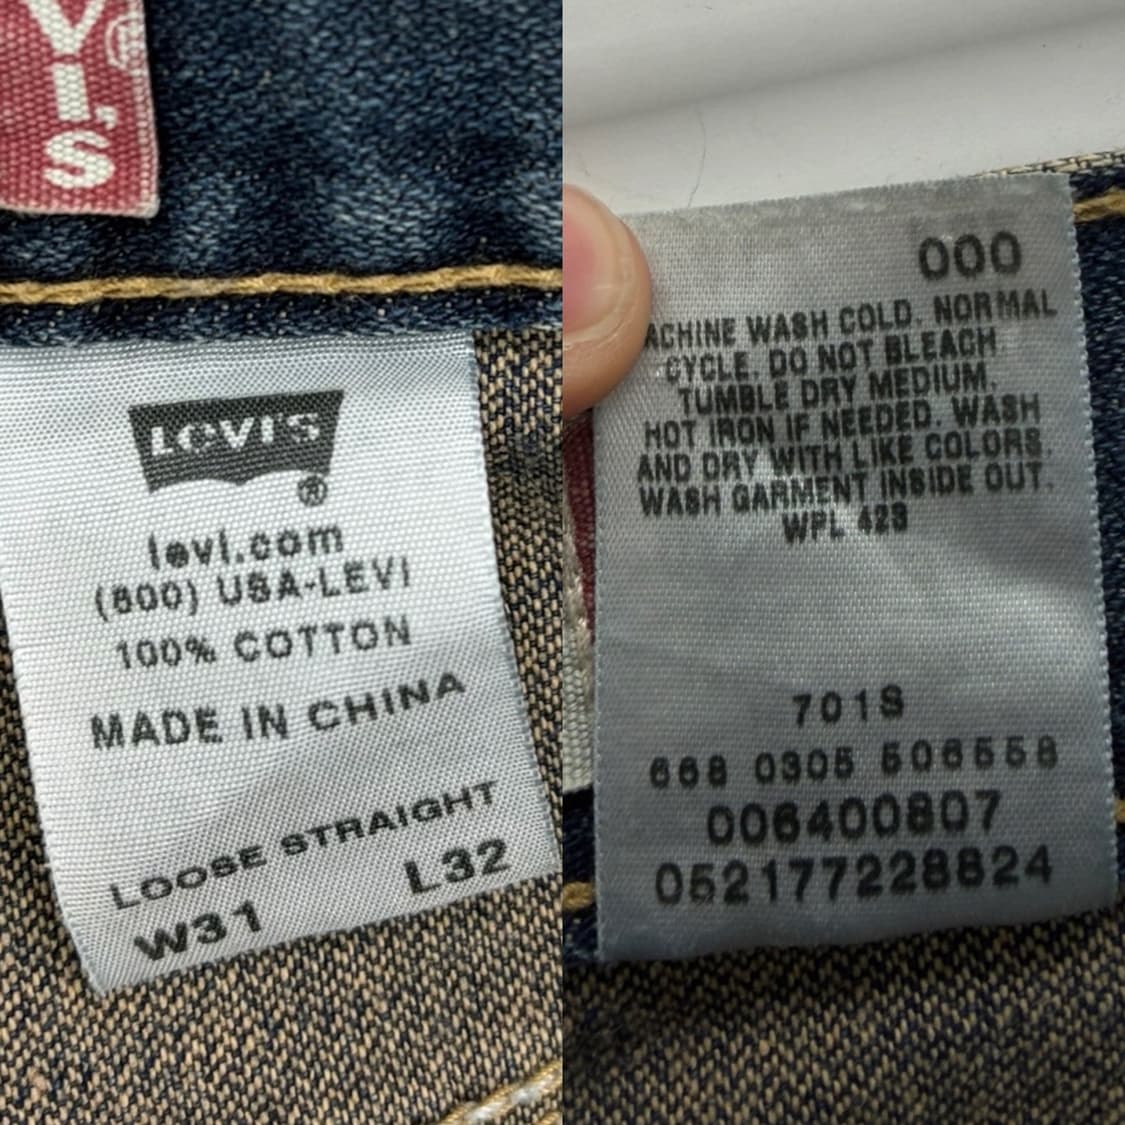 VI'S®
LEVI'S
®
levi.com
(800) USA-LEVI
100% COTTON
MADE IN CHINA
LOOSE STRAIGHT
W31 L32
000
ACHINE WASH COLD. NORMAL
CYCLE. DO NOT BLEACH
TUMBLE DRY MEDIUM.
HOT IRON IF NEEDED. WASH
AND DRY WITH LIKE COLORS.
WASH GARMENT INSIDE OUT.
WPL 423
701S
668 0305 506558
006400807
052177228824